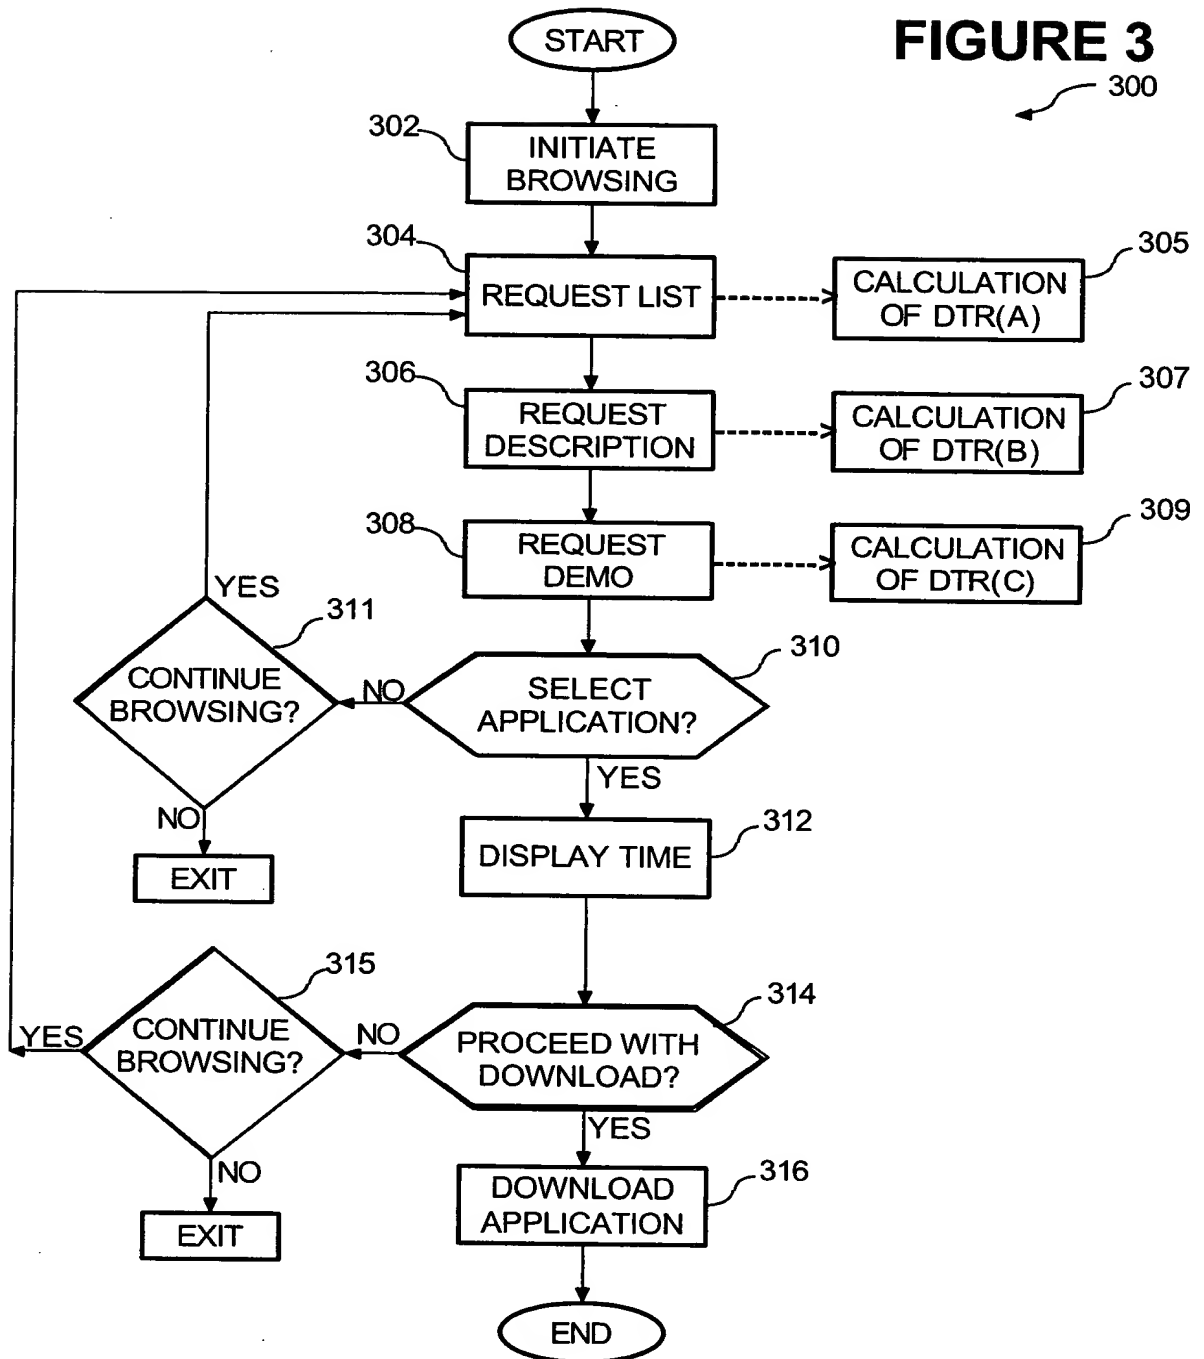 FIGURE 3
300
START
302
INITIATE
BROWSING
304
REQUEST LIST
305
CALCULATION
OF DTR(A)
306
REQUEST
DESCRIPTION
307
CALCULATION
OF DTR(B)
308
REQUEST
DEMO
309
CALCULATION
OF DTR(C)
YES
311
CONTINUE
BROWSING?
NO
310
SELECT
APPLICATION?
YES
NO
EXIT
312
DISPLAY TIME
315
YES
CONTINUE
BROWSING?
NO
314
PROCEED WITH
DOWNLOAD?
YES
NO
EXIT
316
DOWNLOAD
APPLICATION
END